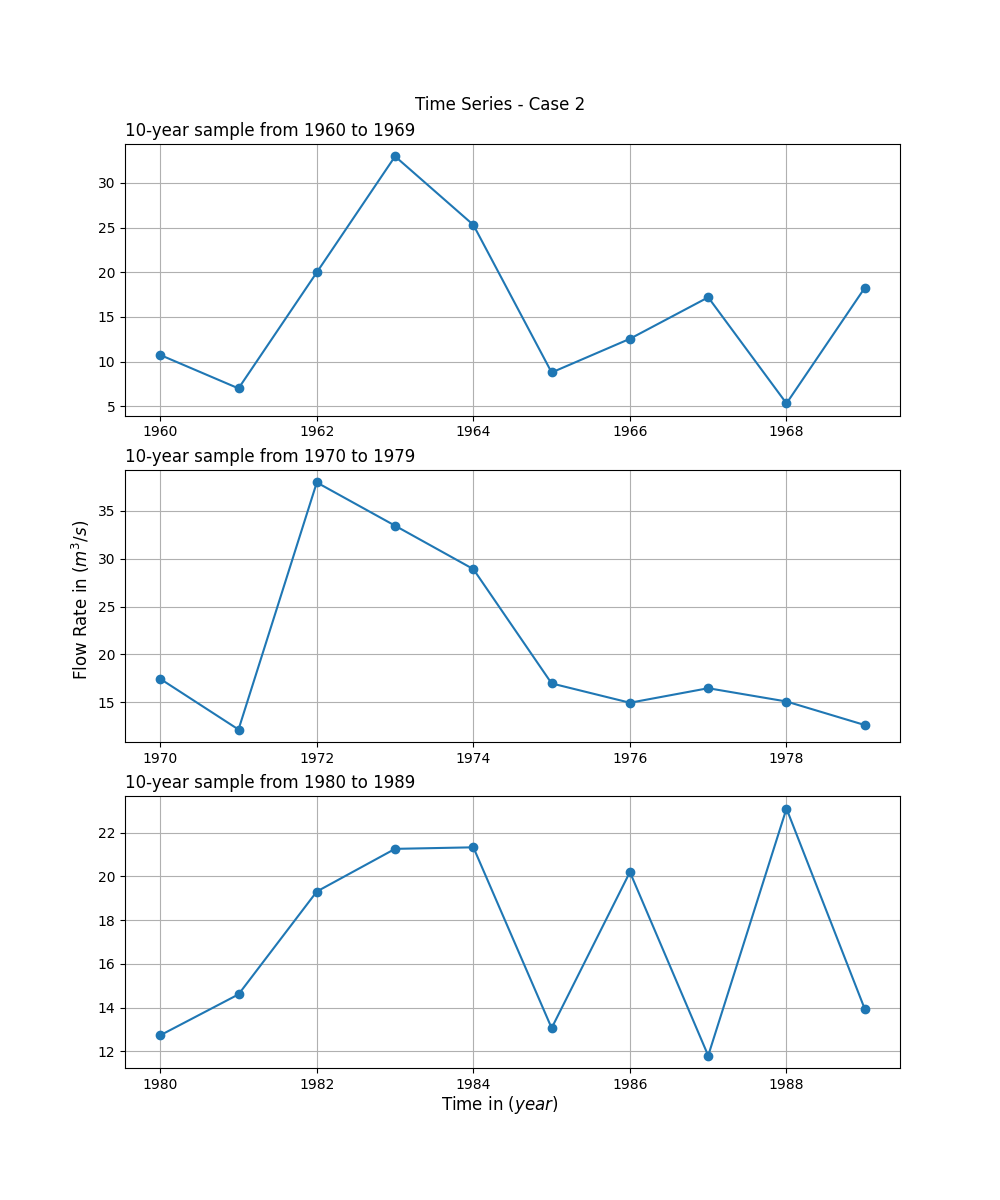 Time Series - Case 2
10-year sample from 1960 to 1969
30
25
20
15
10
5
1960 1962 1964 1966 1968
10-year sample from 1970 to 1979
Flow Rate in (m³/s)
35
30
25
20
15
1970 1972 1974 1976 1978
10-year sample from 1980 to 1989
22
20
18
16
14
12
1980 1982 1984 1986 1988
Time in (year)